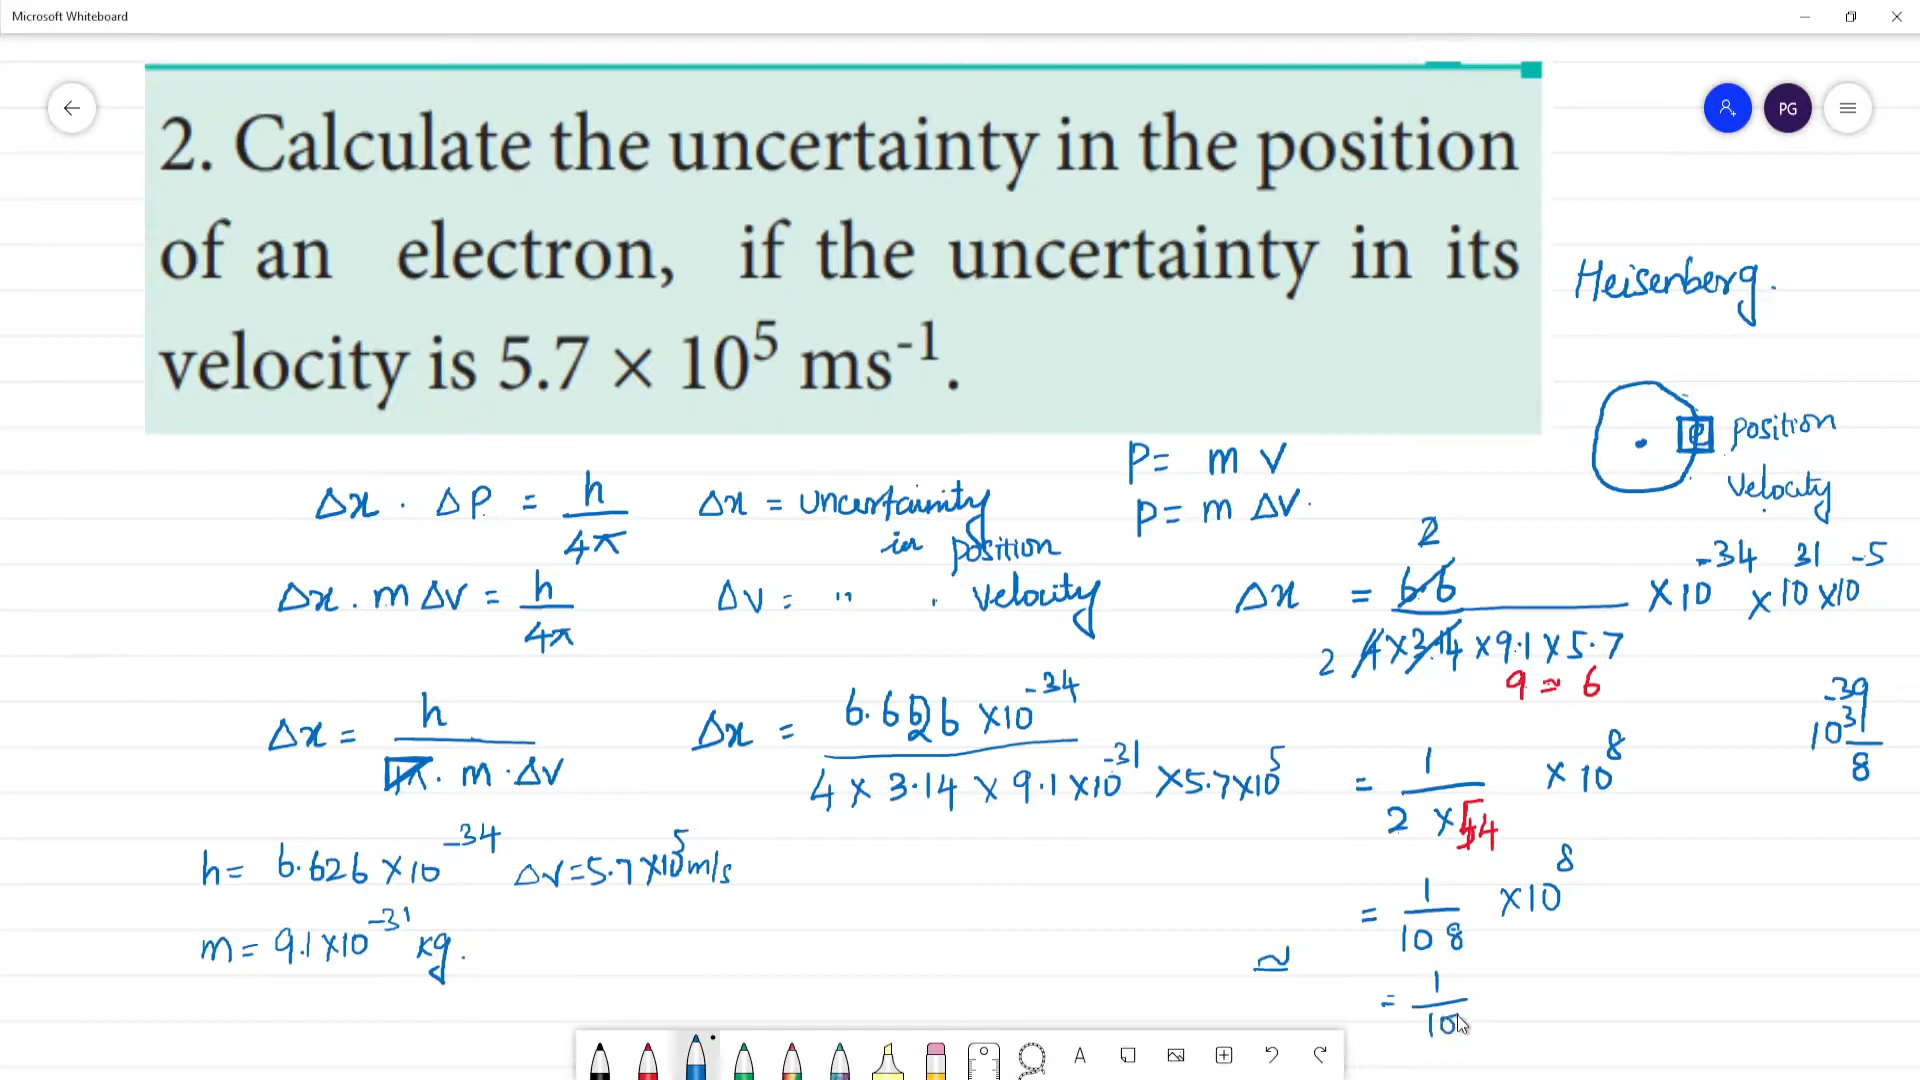 Microsoft Whiteboard
PG
2. Calculate the uncertainty in the position
of an electron, if the uncertainty in its
velocity is 5.7 × 10⁵ ms⁻¹.
Heisenberg.
Position
Velocity
P = m V
P = m ΔV.
Δx . ΔP = h / 4π
Δx = uncertainity
in position
Δx . m ΔV = h / 4π
ΔV = " . Velocity
Δx = h / 4π . m . ΔV
h = 6.626 × 10⁻³⁴
ΔV = 5.7 × 10⁵ m/s
m = 9.1 × 10⁻³¹ kg.
Δx = 6.626 × 10⁻³⁴ / 4 × 3.14 × 9.1 × 10⁻³¹ × 5.7 × 10⁵
2
Δx = 6.6 / 4 × 3.14 × 9.1 × 5.7 × 10⁻³⁴ × 10³¹ × 10⁻⁵
2
9 ≃ 6
-39
10 31
8
= 1 / 2 × 54 × 10⁸
= 1 / 108 × 10⁸
≃
= 1 / 10
A